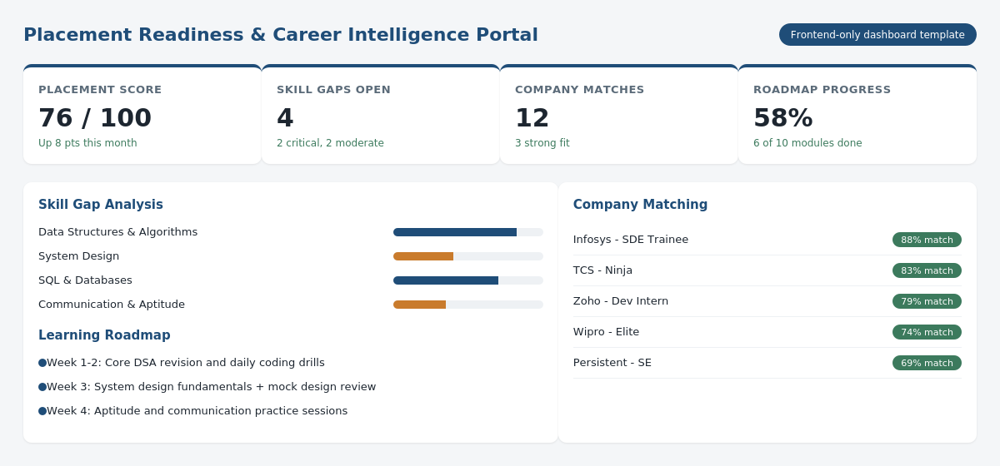 Placement Readiness & Career Intelligence Portal
Frontend-only dashboard template
PLACEMENT SCORE
76 / 100
Up 8 pts this month
SKILL GAPS OPEN
4
2 critical, 2 moderate
COMPANY MATCHES
12
3 strong fit
ROADMAP PROGRESS
58%
6 of 10 modules done
Skill Gap Analysis
Data Structures & Algorithms
System Design
SQL & Databases
Communication & Aptitude
Learning Roadmap
Week 1-2: Core DSA revision and daily coding drills
Week 3: System design fundamentals + mock design review
Week 4: Aptitude and communication practice sessions
Company Matching
Infosys - SDE Trainee 88% match
TCS - Ninja 83% match
Zoho - Dev Intern 79% match
Wipro - Elite 74% match
Persistent - SE 69% match